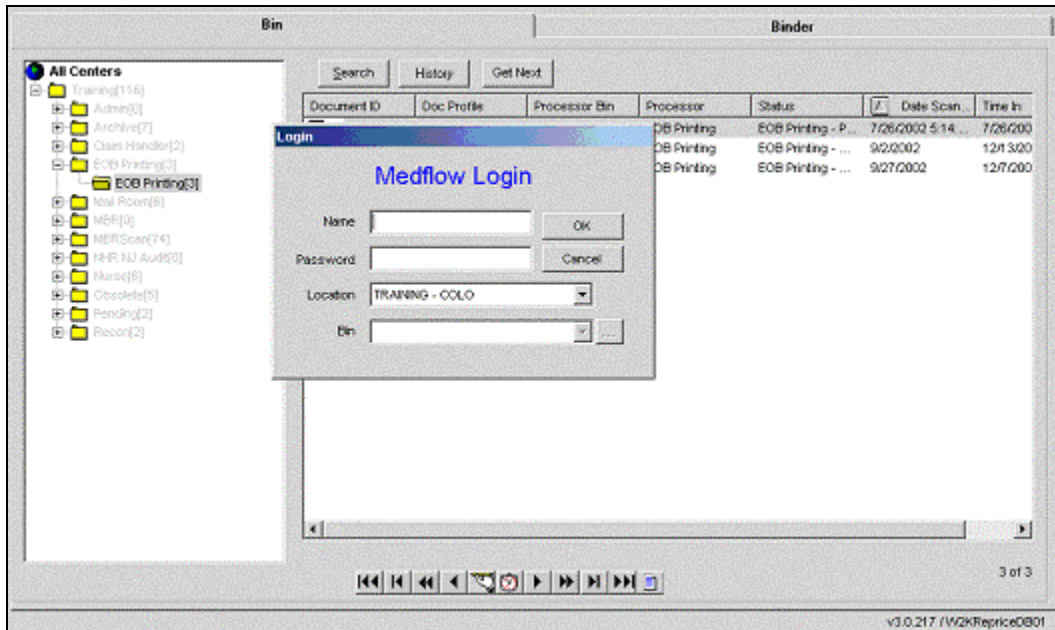 Bin Binder
All Centers
Training[116]
Admin[0]
Archive[7]
Claim Handler[2]
EOB Printing[3]
EOB Printing[3]
Mail Room[8]
MBR[9]
MBRScan[74]
NHR NJ Audit[0]
Nurse[6]
Obsolete[5]
Pending[2]
Recon[2]
Search History Get Next
Document ID Doc Profile Processor Bin Processor Status / Date Scan... Time In
OB Printing EOB Printing - P... 7/26/2002 5:14 ... 7/26/200
OB Printing EOB Printing - ... 9/2/2002 12/13/20
OB Printing EOB Printing - ... 9/27/2002 12/7/200
Login
Medflow Login
Name OK
Password Cancel
Location TRAINING - COLO
Bin ...
3 of 3
v3.0.217 / W2KRepriceDB01